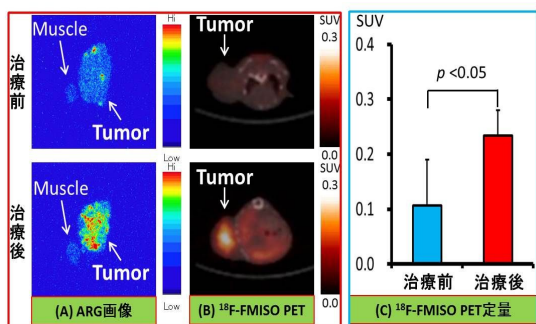 治療前
Muscle
Tumor
Hi
Low
Tumor
SUV
0.3
0.0
治療後
Muscle
Tumor
Hi
Low
Tumor
SUV
0.3
0.0
(A) ARG画像
(B) ¹⁸F-FMISO PET
SUV
0.4
0.3
0.2
0.1
0.0
p <0.05
治療前
治療後
(C) ¹⁸F-FMISO PET定量